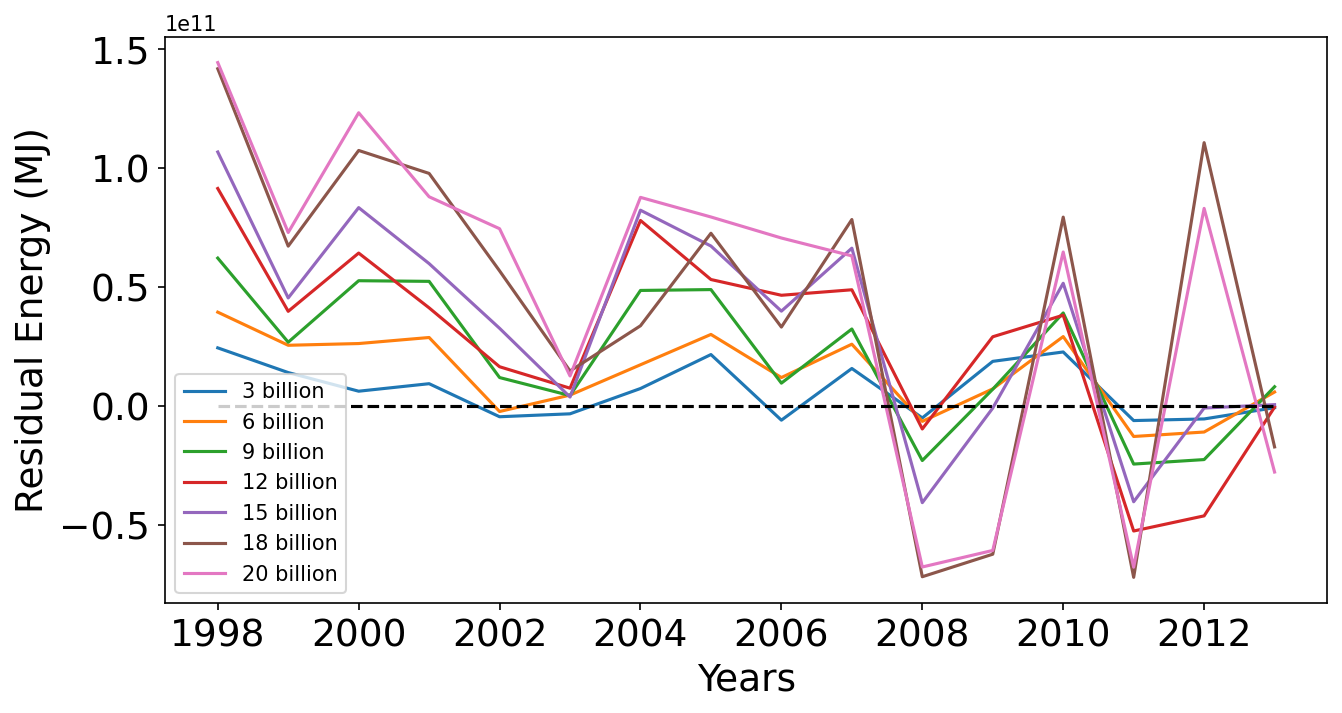 1e11
1.5
1.0
0.5
0.0
−0.5
Residual Energy (MJ)
3 billion
6 billion
9 billion
12 billion
15 billion
18 billion
20 billion
1998 2000 2002 2004 2006 2008 2010 2012
Years